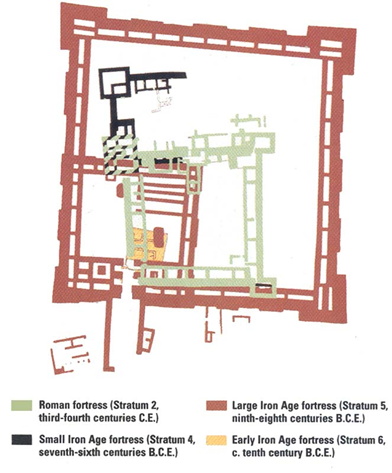 Roman fortress (Stratum 2,
third-fourth centuries C.E.)
Small Iron Age fortress (Stratum 4,
seventh-sixth centuries B.C.E.)
Large Iron Age fortress (Stratum 5,
ninth-eighth centuries B.C.E.)
Early Iron Age fortress (Stratum 6,
c. tenth century B.C.E.)